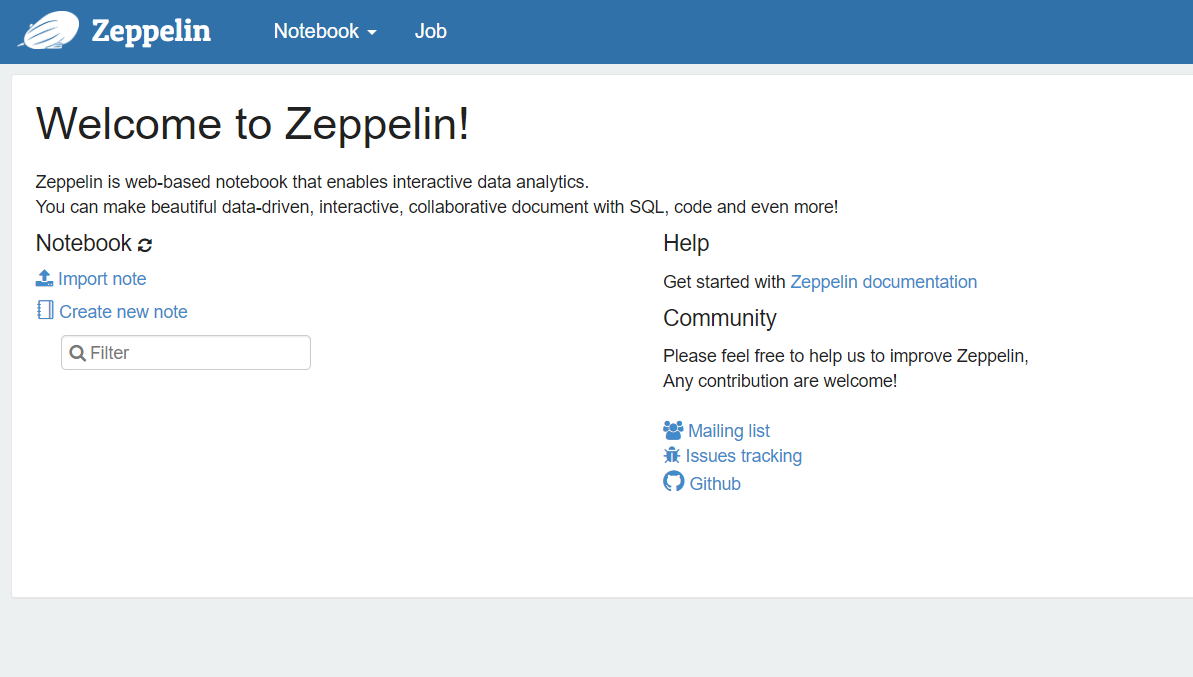 Zeppelin
Notebook
Job
Welcome to Zeppelin!
Zeppelin is web-based notebook that enables interactive data analytics.
You can make beautiful data-driven, interactive, collaborative document with SQL, code and even more!
Notebook
Import note
Create new note
Filter
Help
Get started with Zeppelin documentation
Community
Please feel free to help us to improve Zeppelin,
Any contribution are welcome!
Mailing list
Issues tracking
Github